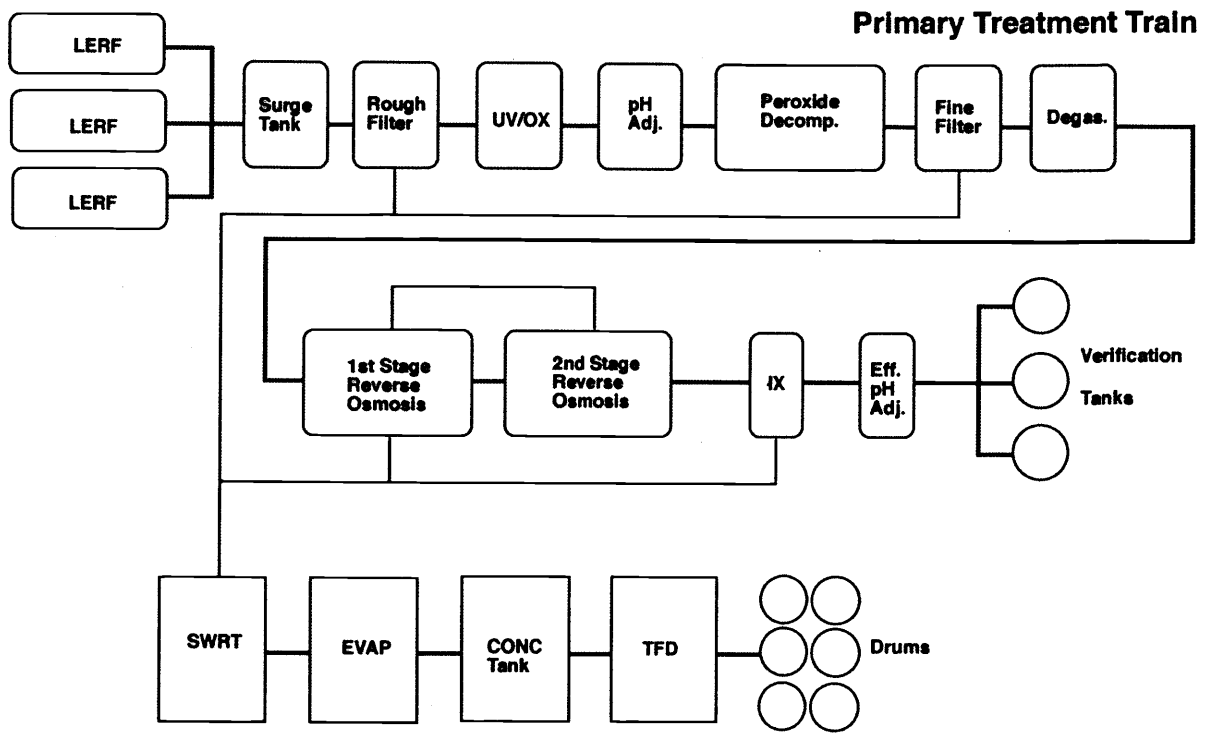 Primary Treatment Train
LERF
LERF
LERF
Surge
Tank
Rough
Filter
UV/OX
pH
Adj.
Peroxide
Decomp.
Fine
Filter
Degas.
1st Stage
Reverse
Osmosis
2nd Stage
Reverse
Osmosis
IX
Eff.
pH
Adj.
Verification
Tanks
SWRT
EVAP
CONC
Tank
TFD
Drums